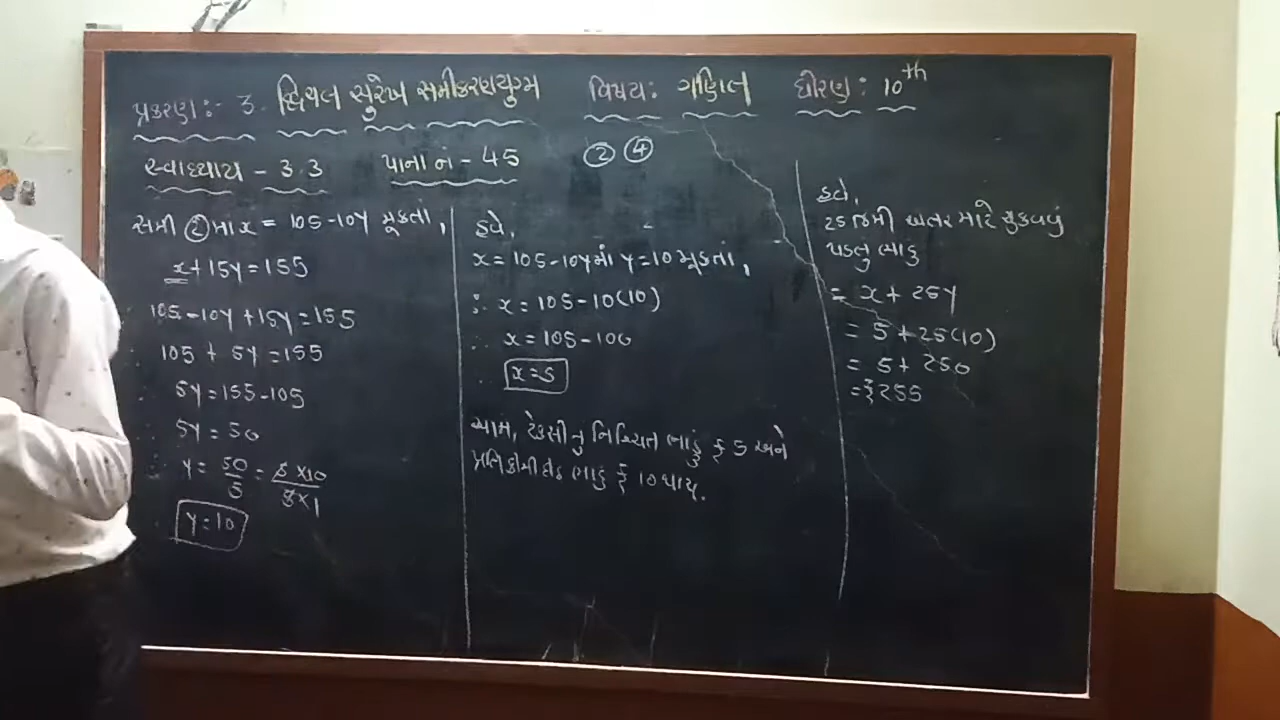 પ્રકરણ:- 3. દ્વિચલ સુરેખ સમીકરણયુગ્મ વિષય: ગણિત ધોરણ: 10th
સ્વાધ્યાય - 3.3 પાના નં - 45 ② ④
સમી ② માં x = 105-10y મૂકતાં,
x+15y=155
105-10y+15y=155
∴ 105 + 5y=155
∴ 5y=155-105
∴ 5y = 50
∴ y = 50/5 = 5×10/5×1
∴ y=10
હવે,
x = 105-10y માં y=10 મૂકતાં,
∴ x = 105-10(10)
∴ x=105-100
∴ x=5
આમ, ટેક્સીનું નિશ્ચિત ભાડું ₹ 5 અને
પ્રતિ કીમી દીઠ ભાડુ ₹ 10 થાય.
હવે,
25 કિમી અંતર માટે ચુકવવું
પડતુ ભાડુ
= x + 25y
= 5 + 25(10)
= 5 + 250
=₹255